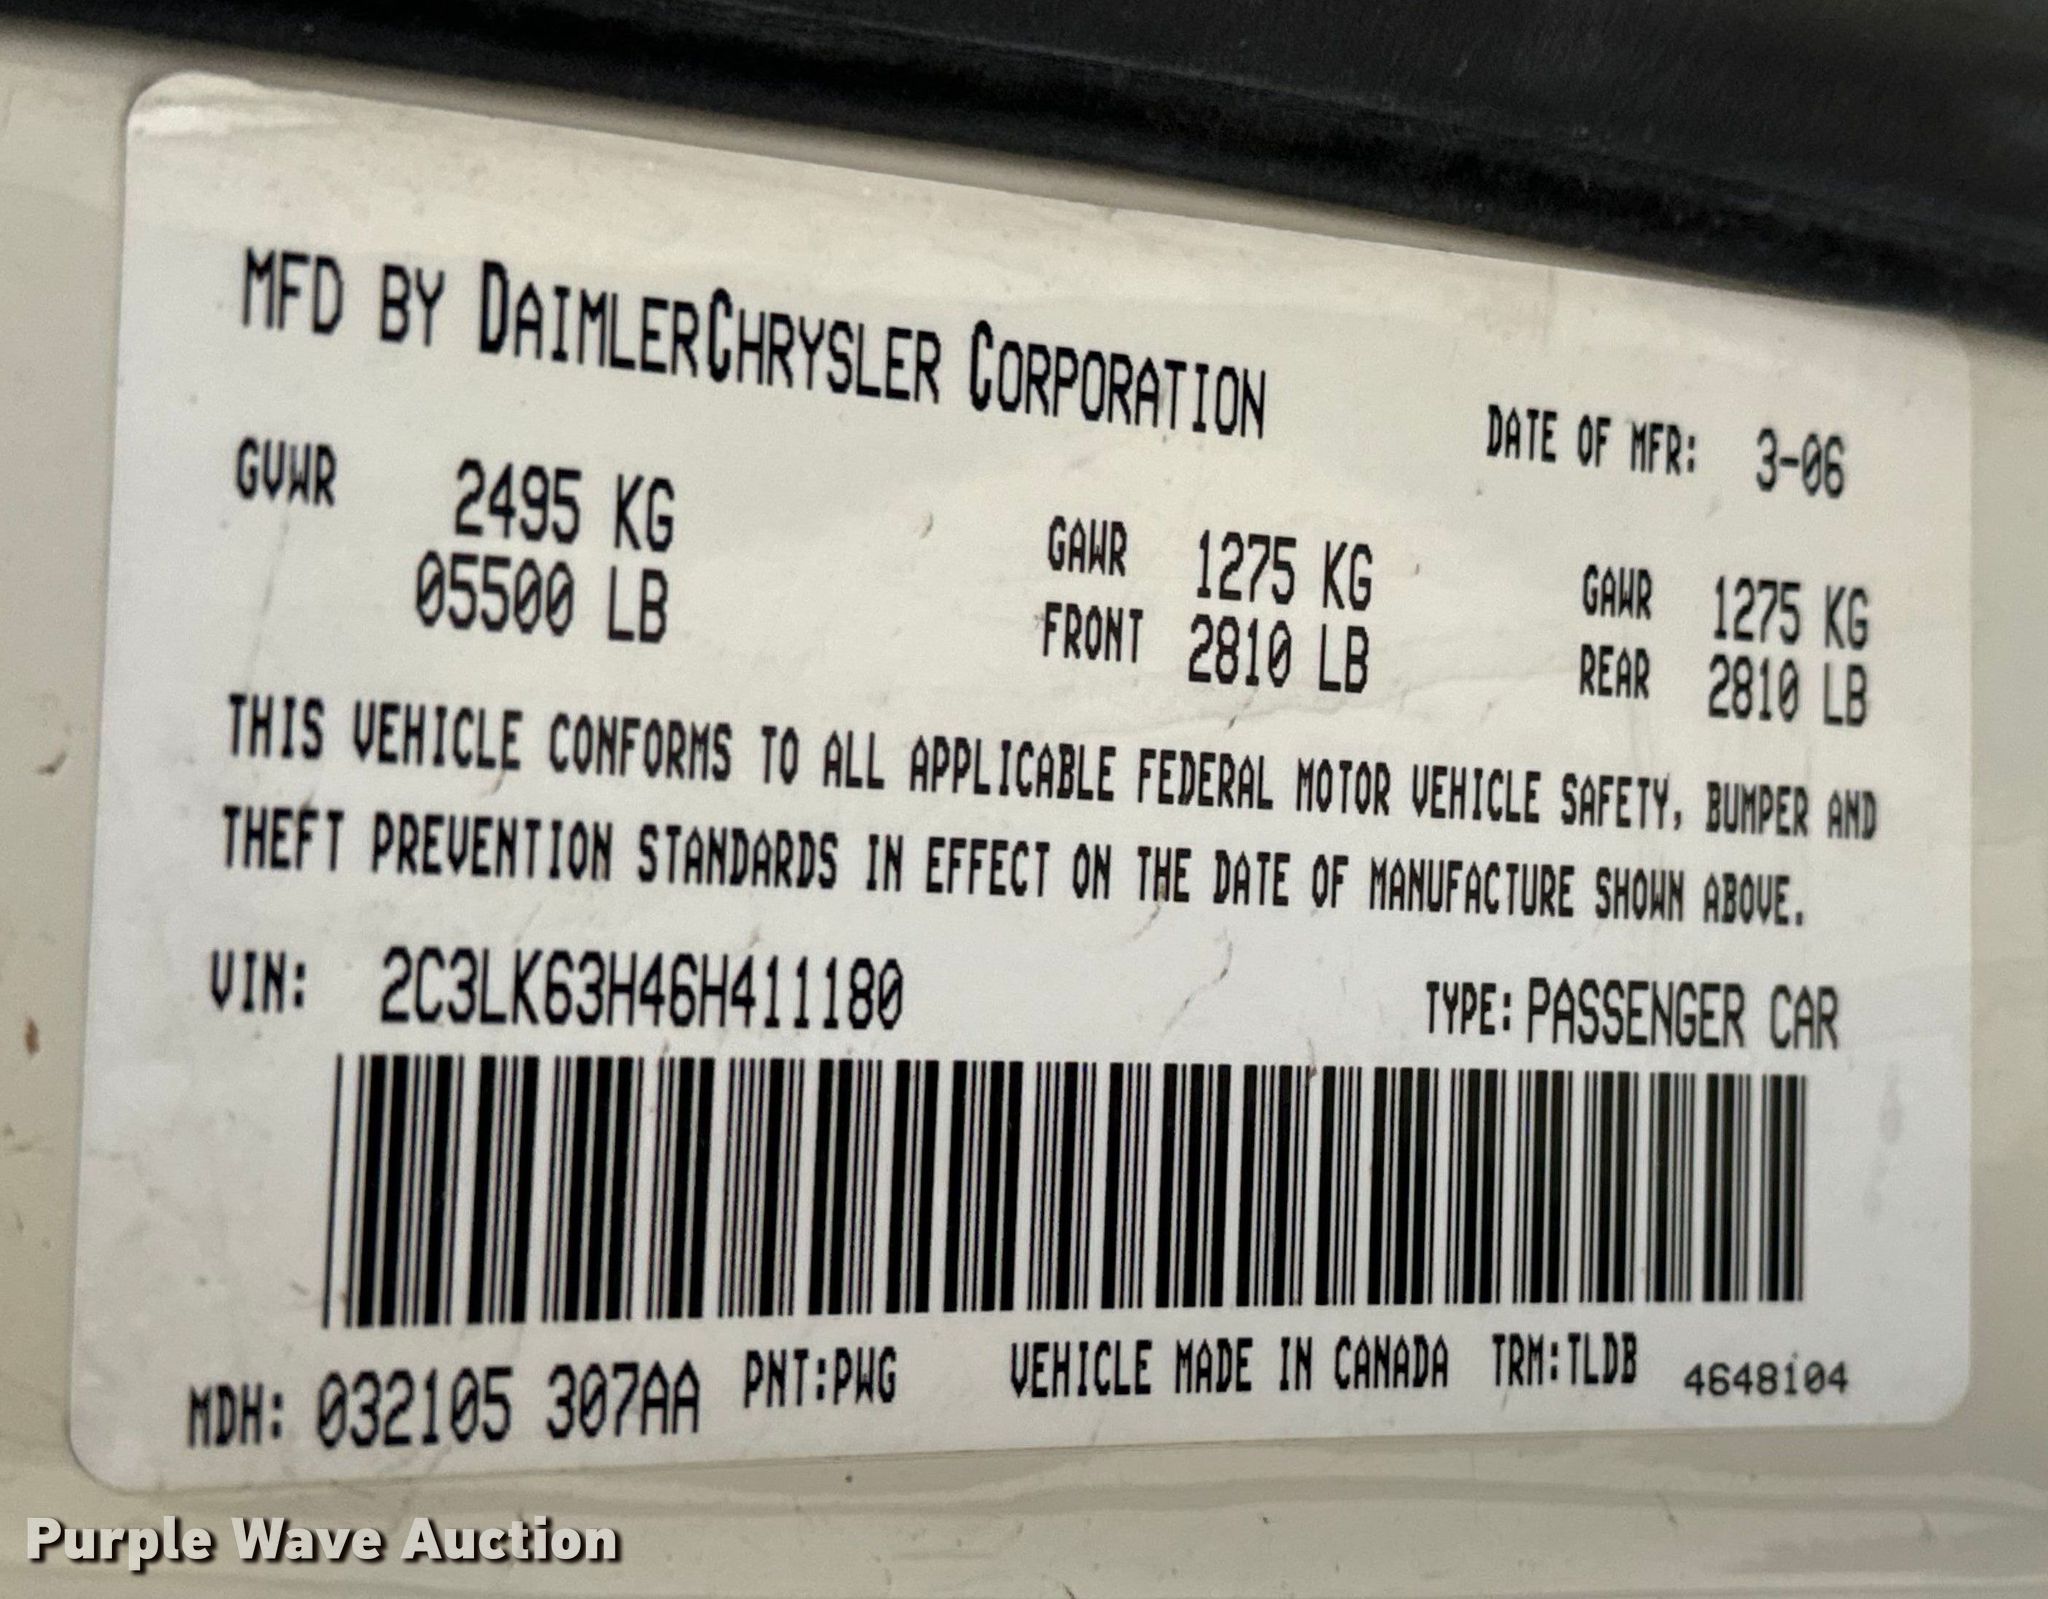 MFD BY DAIMLERCHRYSLER CORPORATION
DATE OF MFR: 3-06
GVWR 2495 KG
05500 LB
GAWR 1275 KG
FRONT 2810 LB
GAWR 1275 KG
REAR 2810 LB
THIS VEHICLE CONFORMS TO ALL APPLICABLE FEDERAL MOTOR VEHICLE SAFETY, BUMPER AND
THEFT PREVENTION STANDARDS IN EFFECT ON THE DATE OF MANUFACTURE SHOWN ABOVE.
VIN: 2C3LK63H46H411180
TYPE: PASSENGER CAR
MDH: 032105 307AA PNT:PWG VEHICLE MADE IN CANADA TRM:TLDB 4648104
Purple Wave Auction